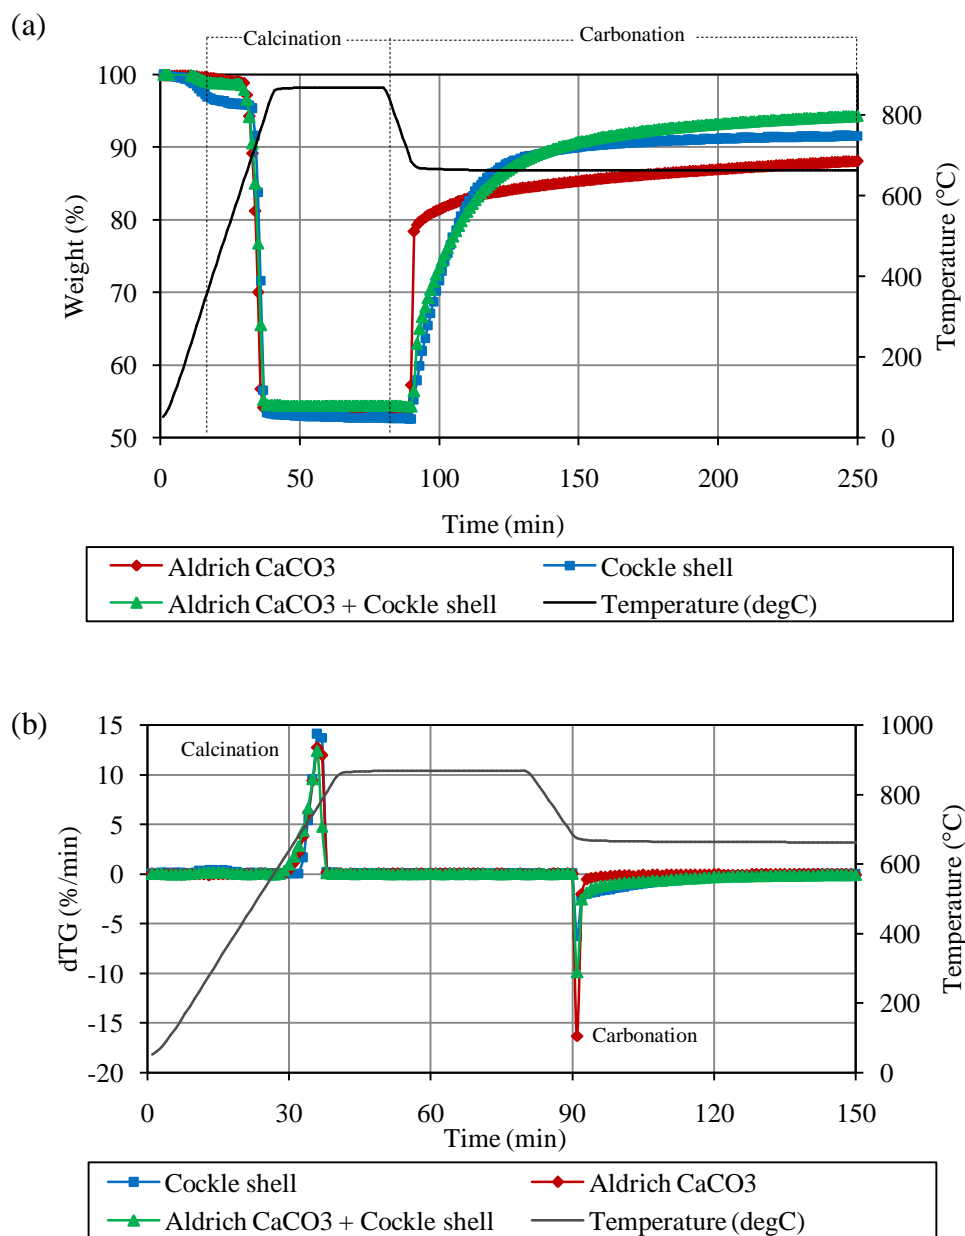 (a)
Calcination
Carbonation
100
90
80
70
60
50
Weight (%)
800
600
400
200
0
Temperature (°C)
0
50
100
150
200
250
Time (min)
Aldrich CaCO3
Cockle shell
Aldrich CaCO3 + Cockle shell
Temperature (degC)
(b)
Calcination
Carbonation
15
10
5
0
-5
-10
-15
-20
dTG (%/min)
1000
800
600
400
200
0
Temperature (°C)
0
30
60
90
120
150
Time (min)
Cockle shell
Aldrich CaCO3
Aldrich CaCO3 + Cockle shell
Temperature (degC)